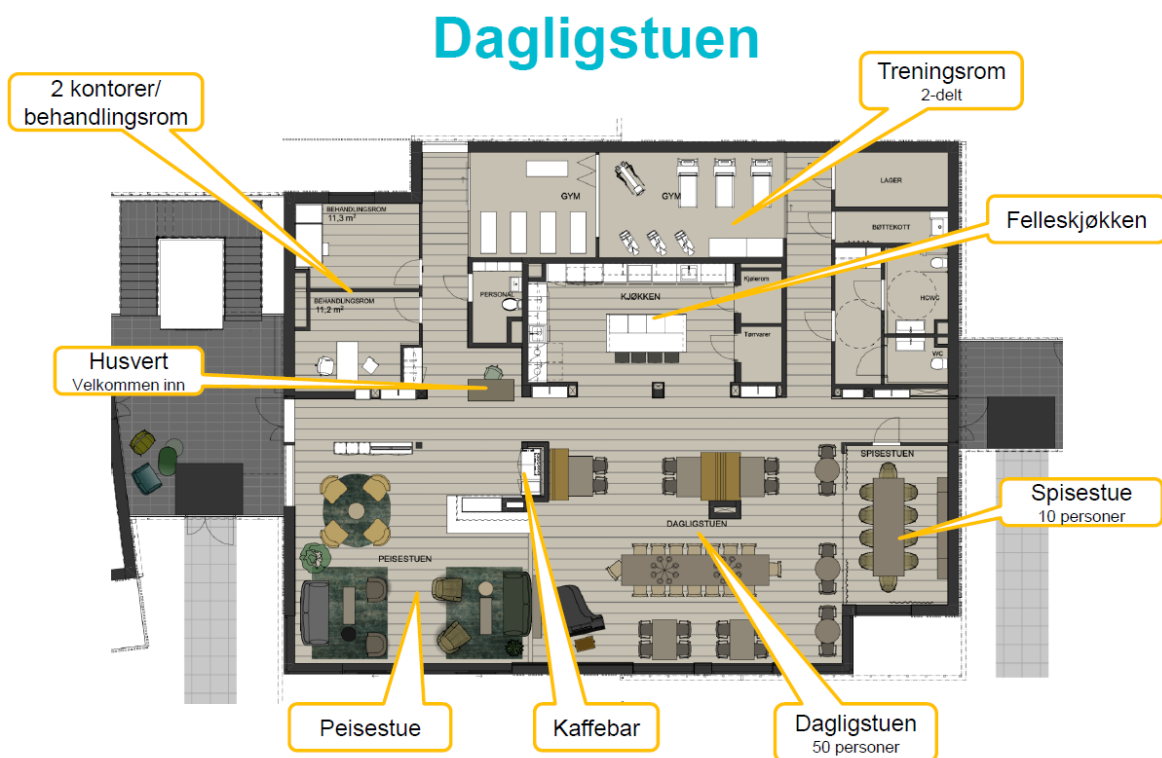 Dagligstuen
2 kontorer/
behandlingsrom
Treningsrom
2-delt
Felleskjøkken
Husvert
Velkommen inn
Spisestue
10 personer
Peisestue
Kaffebar
Dagligstuen
50 personer
BEHANDLINGSROM
11,3 m²
BEHANDLINGSROM
11,2 m²
GYM
GYM
LAGER
BØTTEKOTT
PERSONAL
KJØKKEN
Kjølerom
Tørrvarer
HCWC
WC
SPISESTUEN
DAGLIGSTUEN
PEISESTUEN